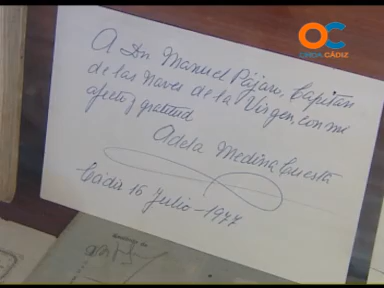 OC
ONDA CÁDIZ
A Dn. Manuel Pájaro, Capitán
de las Naves de la Virgen, con mi
afecto y gratitud
Adela Medina Cuesta
Cádiz 16 Julio-1977